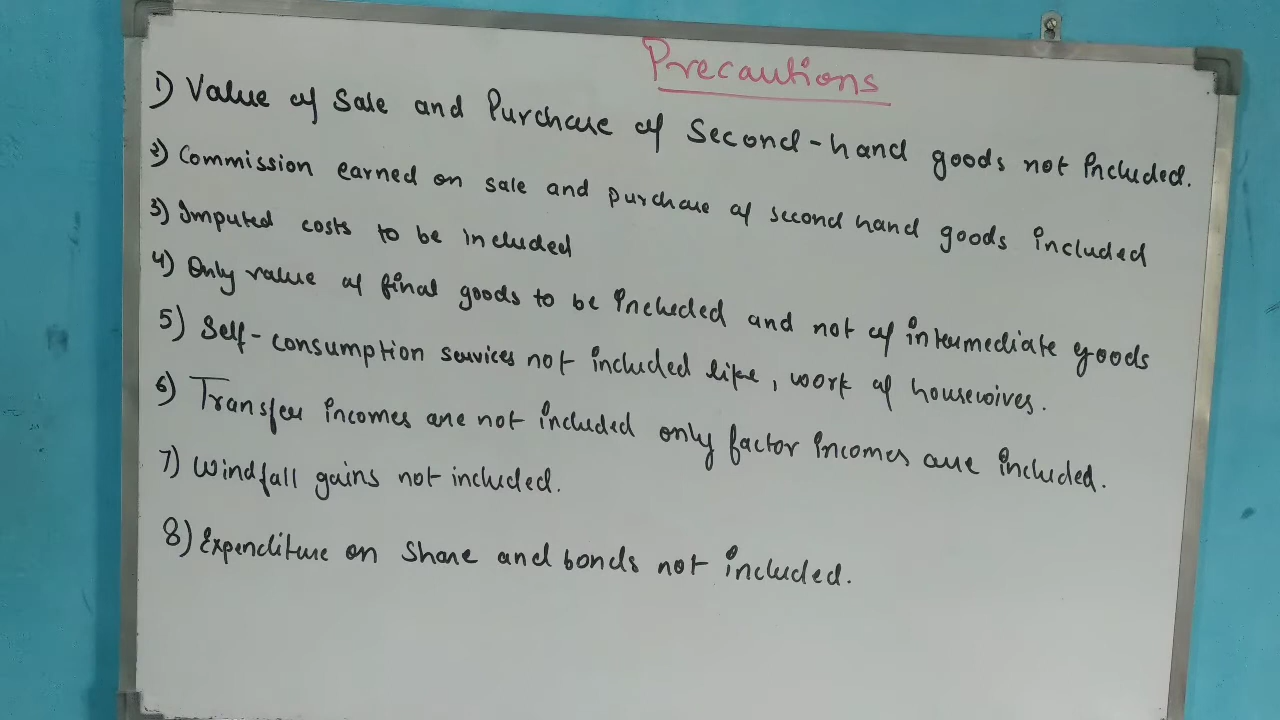 Precautions
1) Value of Sale and Purchase of Second-hand goods not included.
2) Commission earned on sale and purchase of second hand goods included
3) Imputed costs to be included
4) Only value of final goods to be included and not of intermediate goods
5) Self-consumption services not included like, work of housewives.
6) Transfer incomes are not included only factor incomes are included.
7) Windfall gains not included.
8) Expenditure on share and bonds not included.